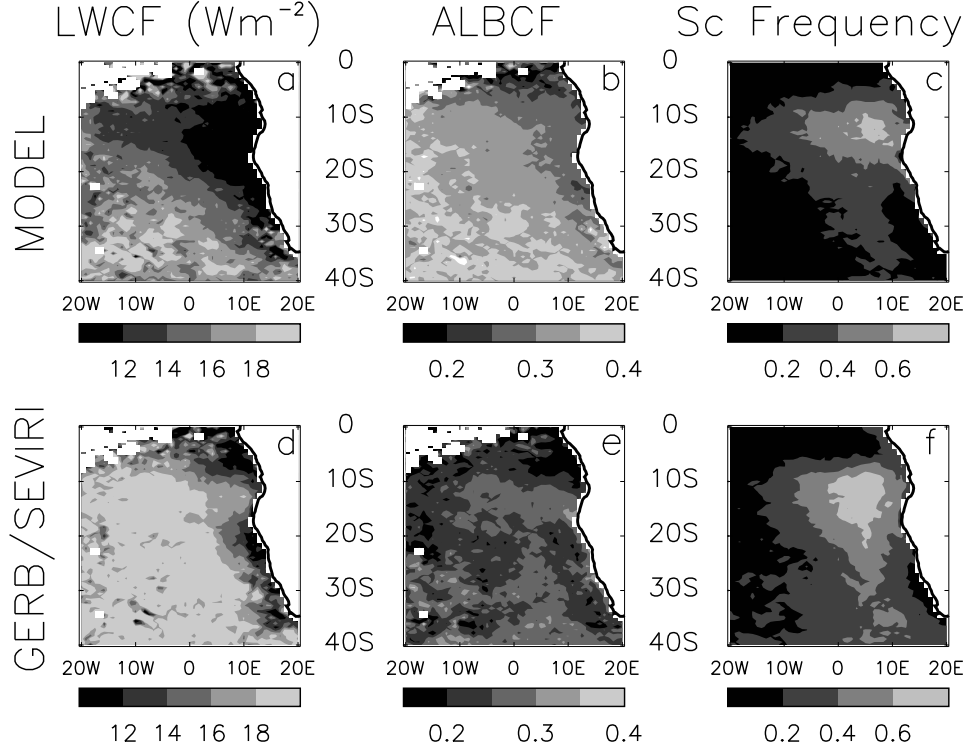 LWCF (Wm⁻²) ALBCF Sc Frequency
MODEL
a b c
0 0
10S 10S
20S 20S
30S 30S
40S 40S
20W 10W 0 10E 20E 20W 10W 0 10E 20E 20W 10W 0 10E 20E
12 14 16 18 0.2 0.3 0.4 0.2 0.4 0.6
GERB/SEVIRI
d e f
0 0
10S 10S
20S 20S
30S 30S
40S 40S
20W 10W 0 10E 20E 20W 10W 0 10E 20E 20W 10W 0 10E 20E
12 14 16 18 0.2 0.3 0.4 0.2 0.4 0.6